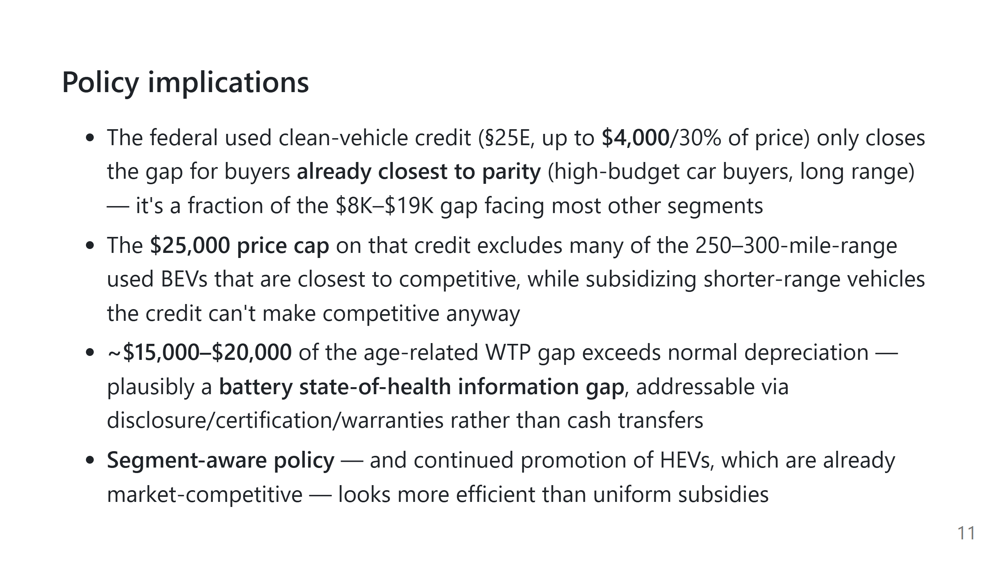 Policy implications
• The federal used clean-vehicle credit (§25E, up to $4,000/30% of price) only closes
the gap for buyers already closest to parity (high-budget car buyers, long range)
— it's a fraction of the $8K–$19K gap facing most other segments
• The $25,000 price cap on that credit excludes many of the 250–300-mile-range
used BEVs that are closest to competitive, while subsidizing shorter-range vehicles
the credit can't make competitive anyway
• ~$15,000–$20,000 of the age-related WTP gap exceeds normal depreciation —
plausibly a battery state-of-health information gap, addressable via
disclosure/certification/warranties rather than cash transfers
• Segment-aware policy — and continued promotion of HEVs, which are already
market-competitive — looks more efficient than uniform subsidies
11